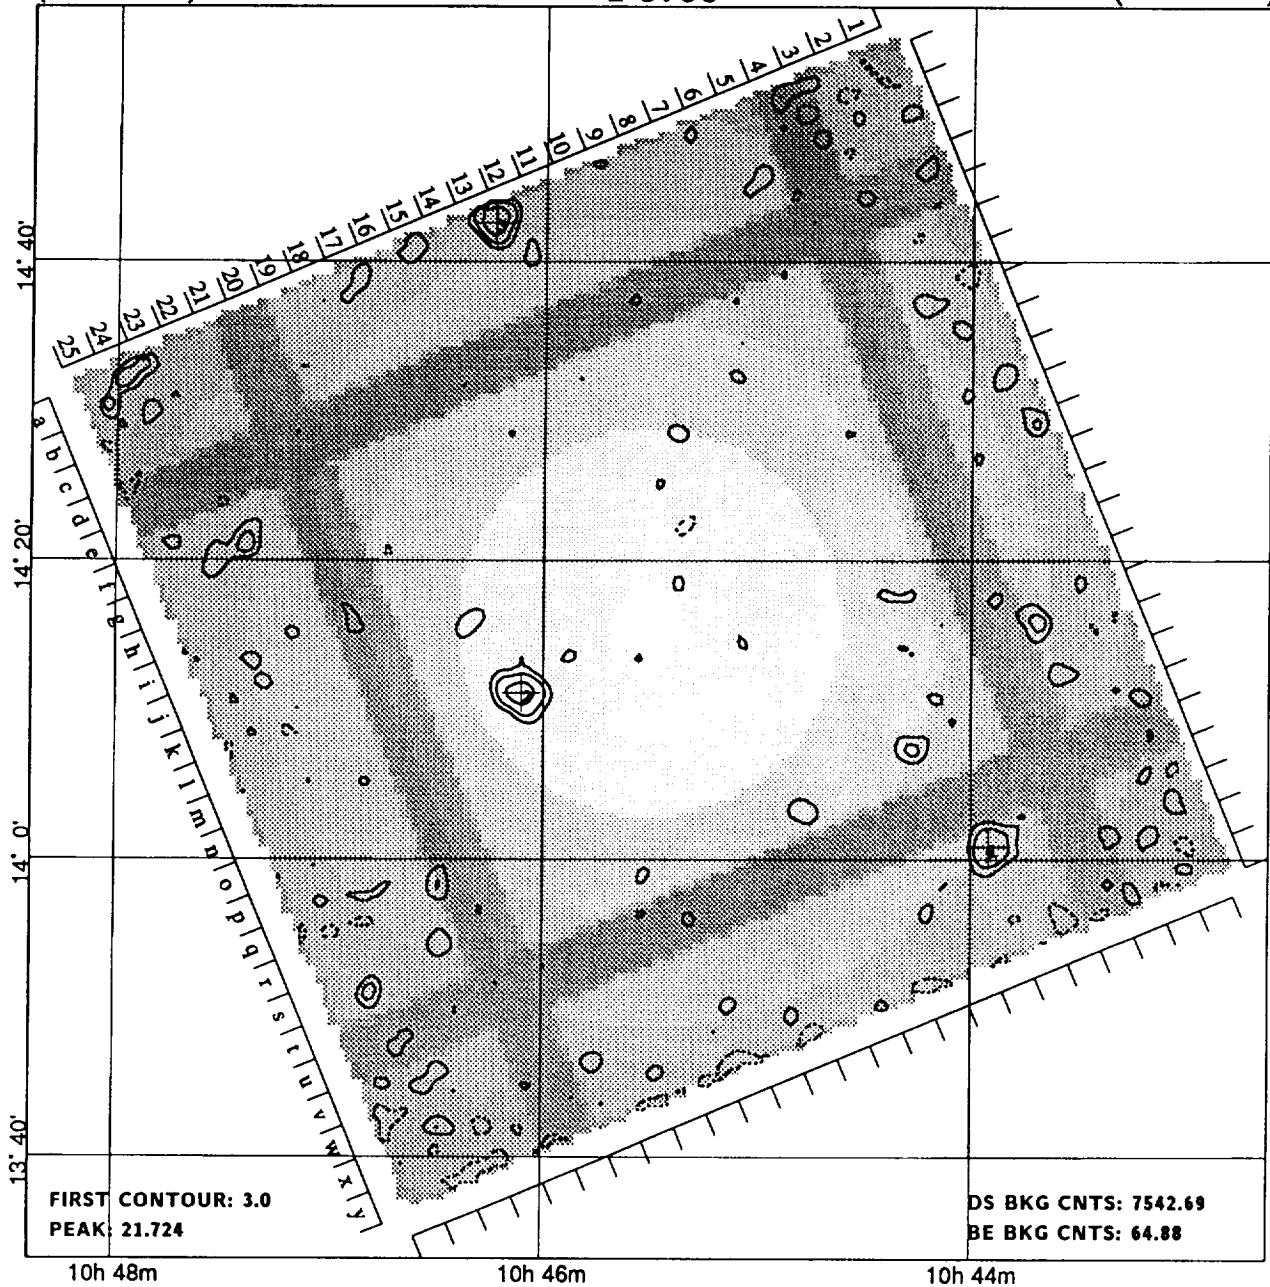 1
2
3
4
5
6
7
8
9
10
11
12
13
14
15
16
17
18
19
20
21
22
23
24
25
a
b
c
d
e
f
g
h
i
j
k
l
m
n
o
p
q
r
s
t
u
v
w
x
y
14° 40'
14° 20'
14° 0'
13° 40'
FIRST CONTOUR: 3.0
PEAK: 21.724
DS BKG CNTS: 7542.69
BE BKG CNTS: 64.88
10h 48m
10h 46m
10h 44m